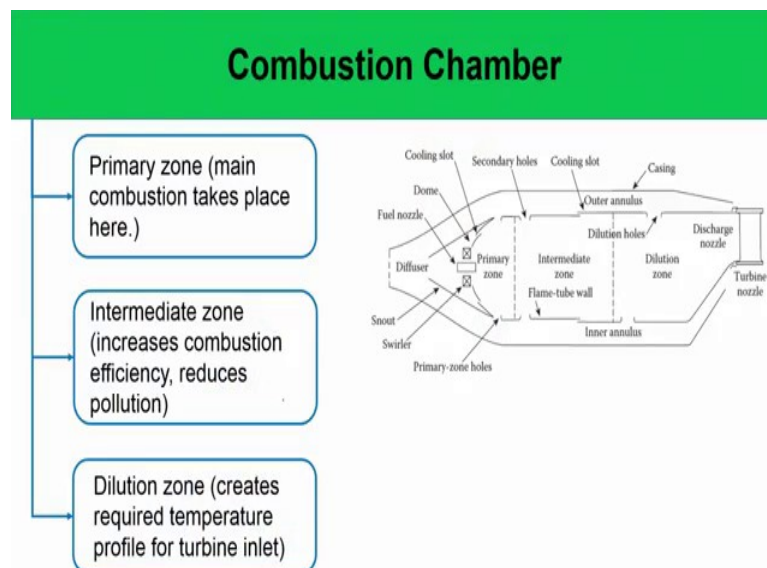 Combustion Chamber
Primary zone (main
combustion takes place
here.)
Intermediate zone
(increases combustion
efficiency, reduces
pollution)
Dilution zone (creates
required temperature
profile for turbine inlet)
Cooling slot
Secondary holes
Cooling slot
Casing
Dome
Outer annulus
Fuel nozzle
Dilution holes
Discharge
nozzle
Diffuser
Primary
zone
Intermediate
zone
Dilution
zone
Turbine
nozzle
Flame-tube wall
Snout
Inner annulus
Swirler
Primary-zone holes